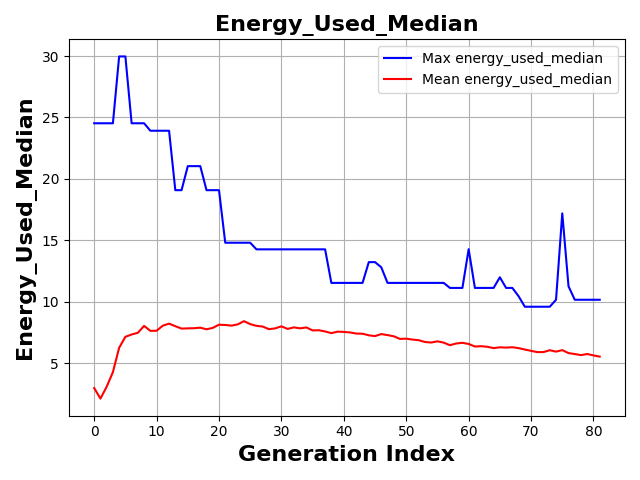 Energy_Used_Median
Max energy_used_median
Mean energy_used_median
Energy_Used_Median
30
25
20
15
10
5
0 10 20 30 40 50 60 70 80
Generation Index